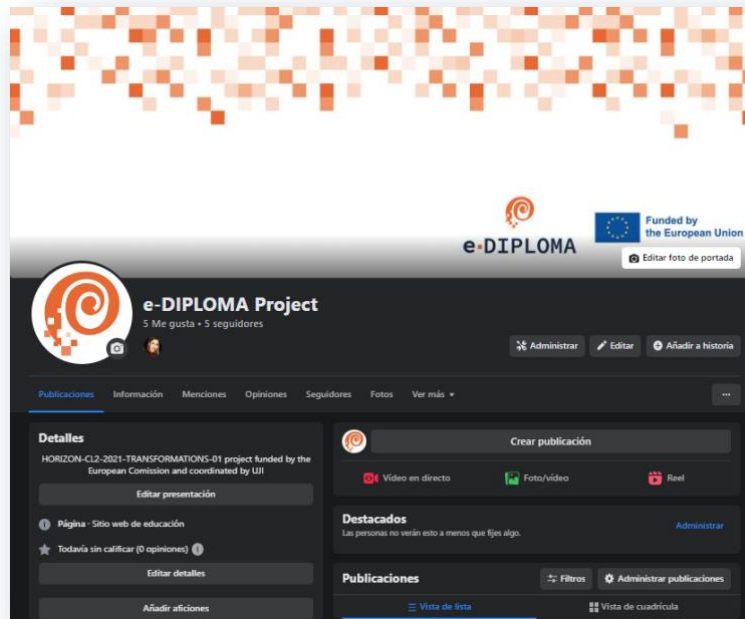 e-DIPLOMA
Funded by
the European Union
Editar foto de portada
e-DIPLOMA Project
5 Me gusta • 5 seguidores
Administrar
Editar
Añadir a historia
Publicaciones
Información
Menciones
Opiniones
Seguidores
Fotos
Ver más
Detalles
HORIZON-CL2-2021-TRANSFORMATIONS-01 project funded by the
European Comission and coordinated by UJI
Editar presentación
Página · Sitio web de educación
Todavía sin calificar (0 opiniones)
Editar detalles
Añadir aficiones
Crear publicación
Vídeo en directo
Foto/vídeo
Reel
Destacados
Las personas no verán esto a menos que fijes algo.
Administrar
Publicaciones
Filtros
Administrar publicaciones
Vista de lista
Vista de cuadrícula